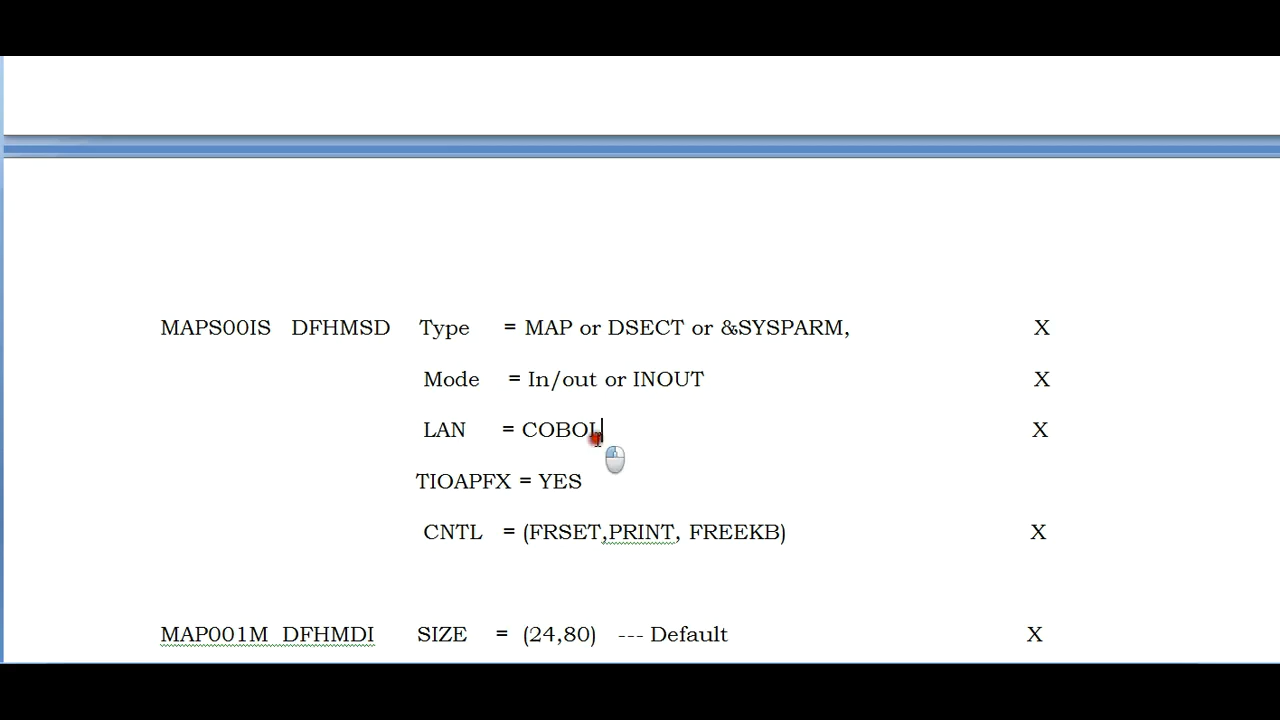 MAPS00IS DFHMSD Type = MAP or DSECT or &SYSPARM, X
Mode = In/out or INOUT X
LAN = COBOL X
TIOAPFX = YES
CNTL = (FRSET,PRINT, FREEKB) X
MAP001M DFHMDI SIZE = (24,80) --- Default X